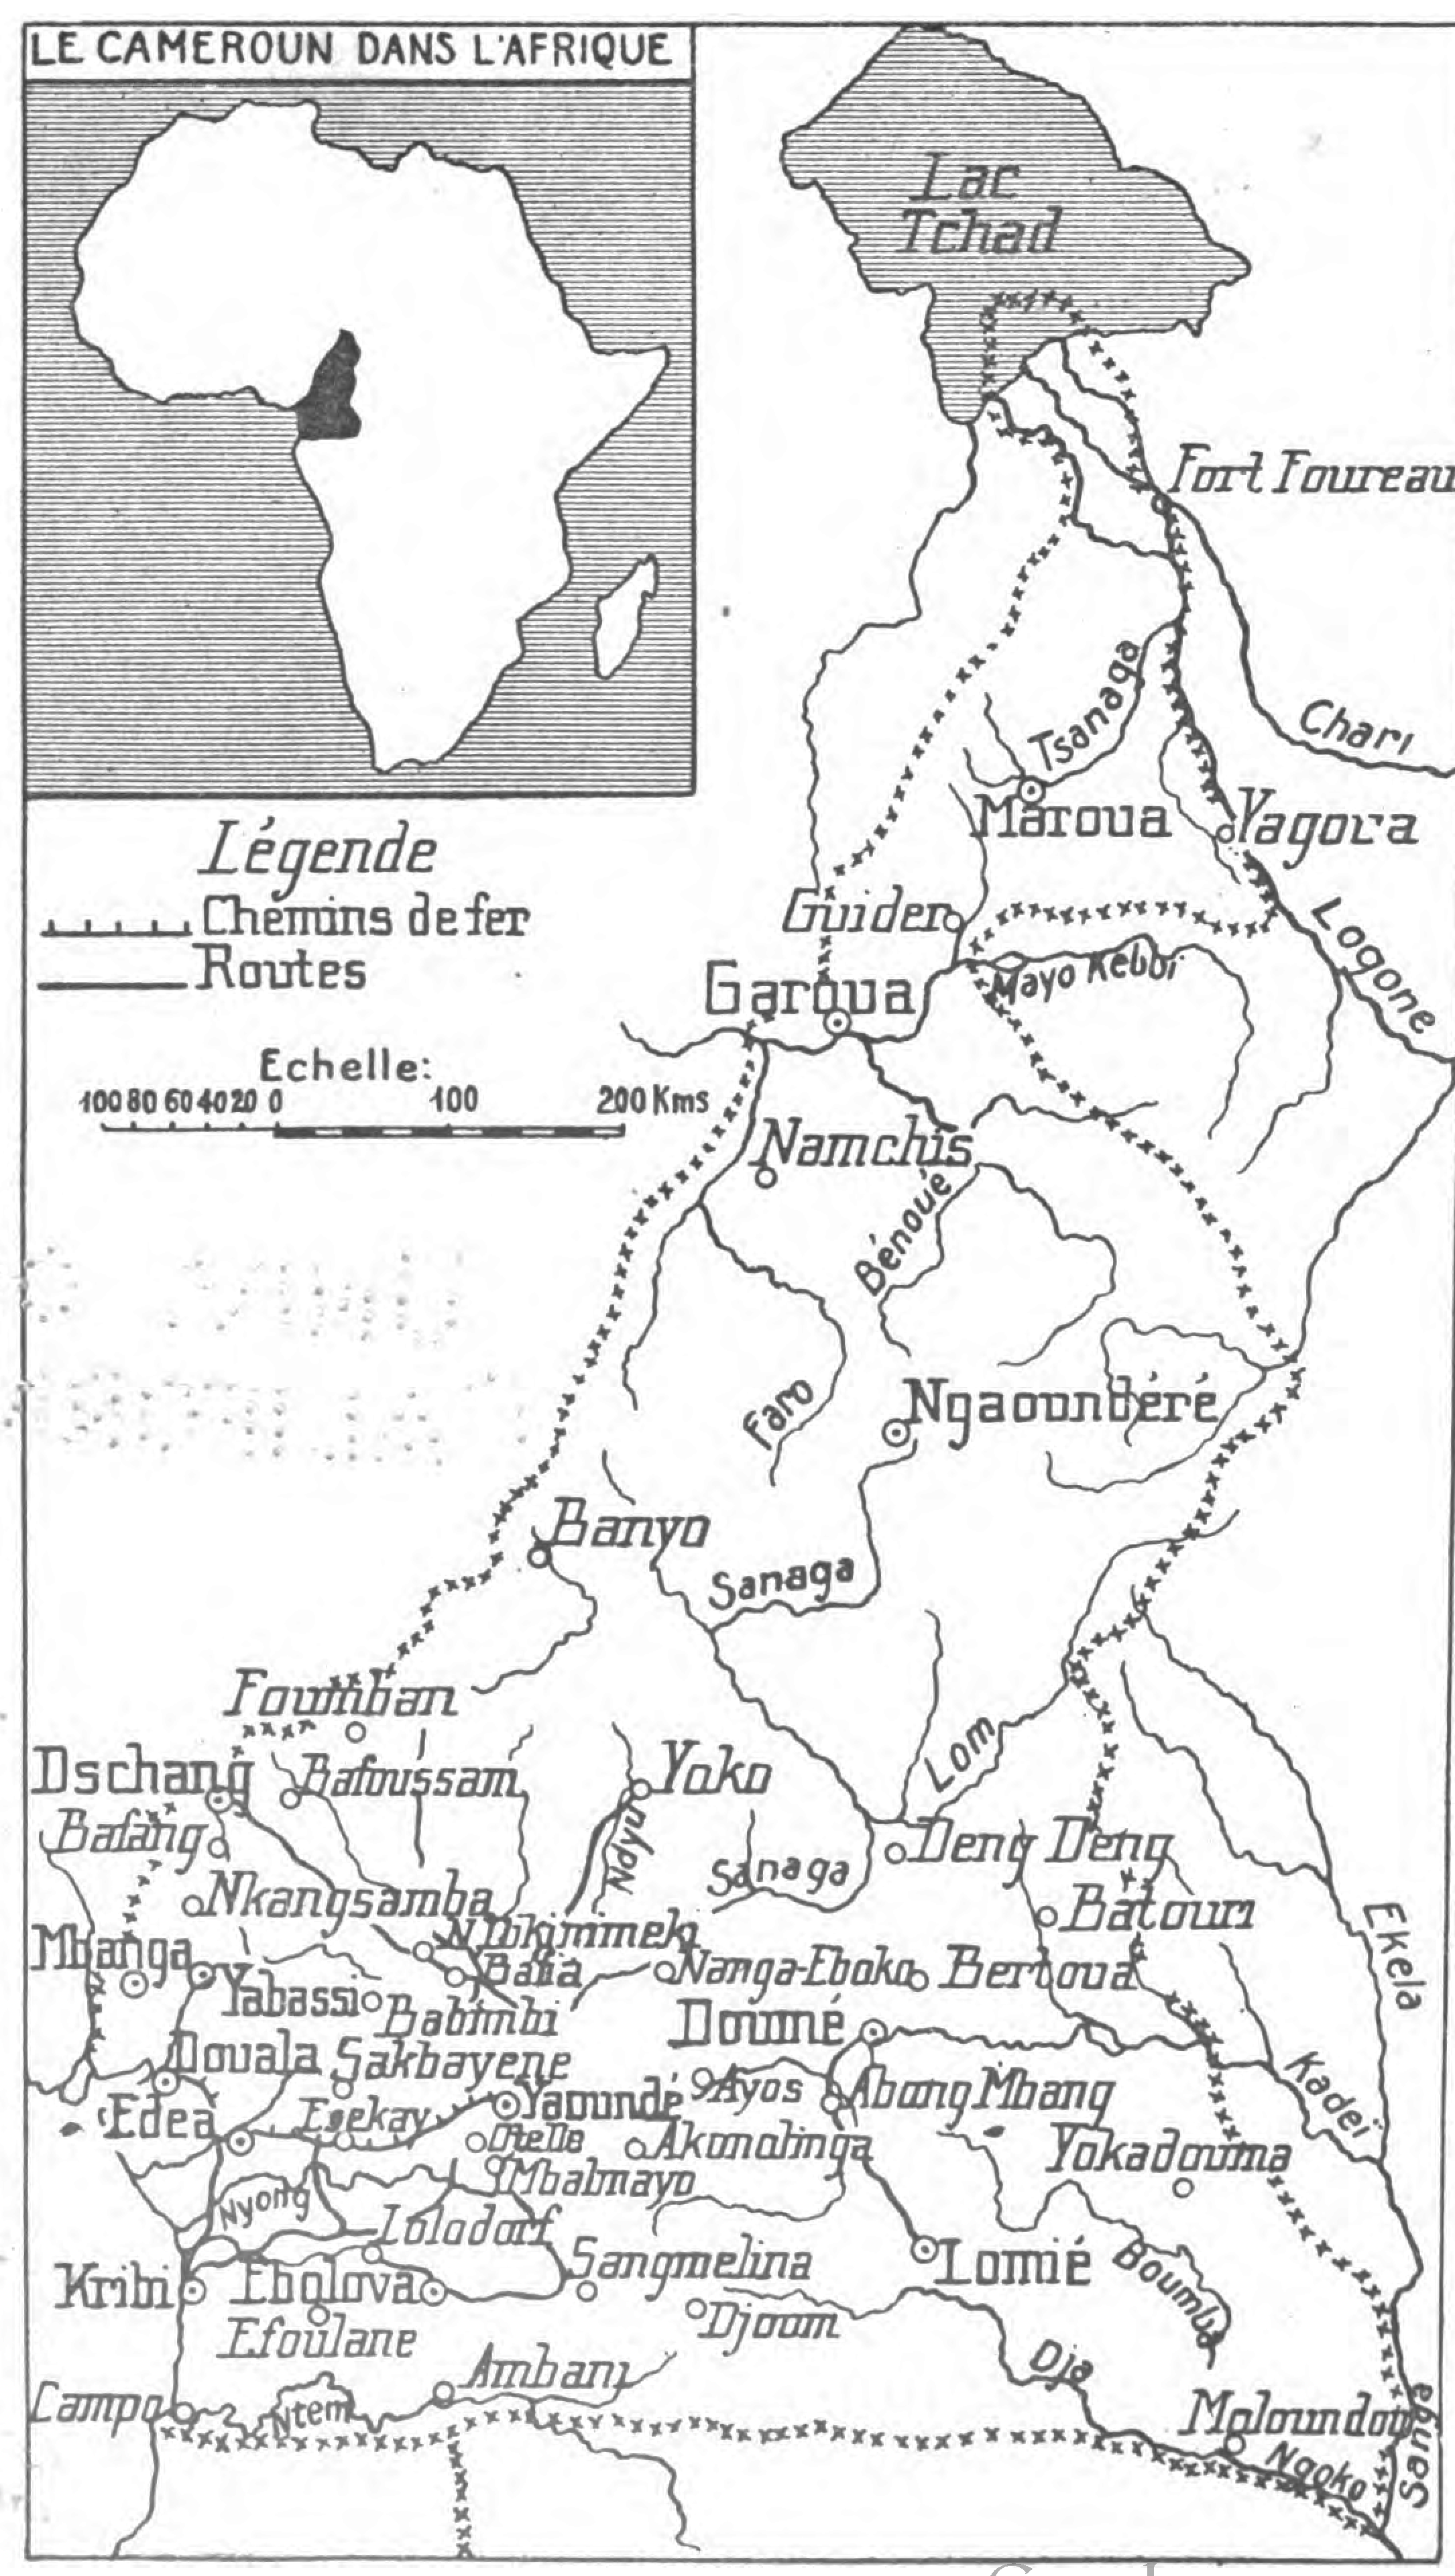 LE CAMEROUN DANS L'AFRIQUE
Lac
Tchad
Fort Foureau
Tsanaga
Chari
Maroua
Yagoua
Légende
Chemins de fer
Routes
Guider
Logone
Mayo Kebbi
Garoua
Echelle:
100 80 60 40 20 0 100 200 Kms
Namchis
Bénoué
Faro
Ngaoundéré
Banyo
Sanaga
Foumban
Lom
Dschang
Bafoussam
Yoko
Bafang
Ndyu
Sanaga
Deng Deng
Nkangsamba
Batouri
Ekela
Mbanga
N'Dikinimeki
Bafia
Nanga-Eboko
Bertoua
Yabassi
Babimbi
Doumé
Douala
Sakbayene
Kadeï
Edea
Esekay
Yaoundé
Ayos
Abong Mbang
Otelle
Akonolinga
Yokadouma
Mbalmayo
Nyong
Lolodorf
Kribi
Ebolova
Sangmelina
Lomié
Boumba
Efoulane
Djoum
Dja
Ambam
Campo
Ntem
Moloundou
Ngoko
Sanga